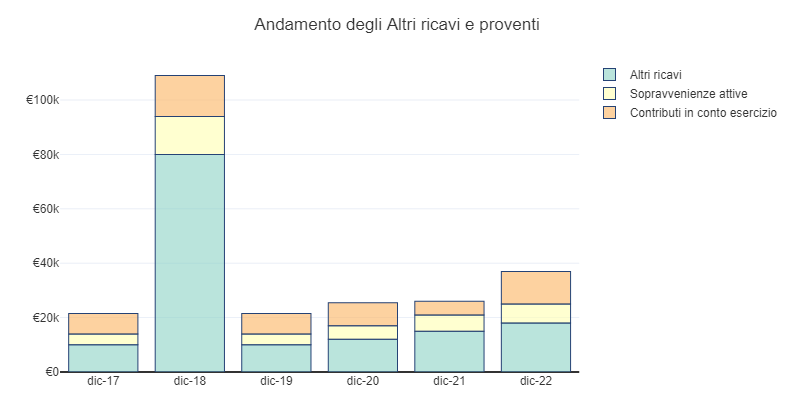 Andamento degli Altri ricavi e proventi
Altri ricavi
Sopravvenienze attive
Contributi in conto esercizio
€100k
€80k
€60k
€40k
€20k
€0
dic-17 dic-18 dic-19 dic-20 dic-21 dic-22